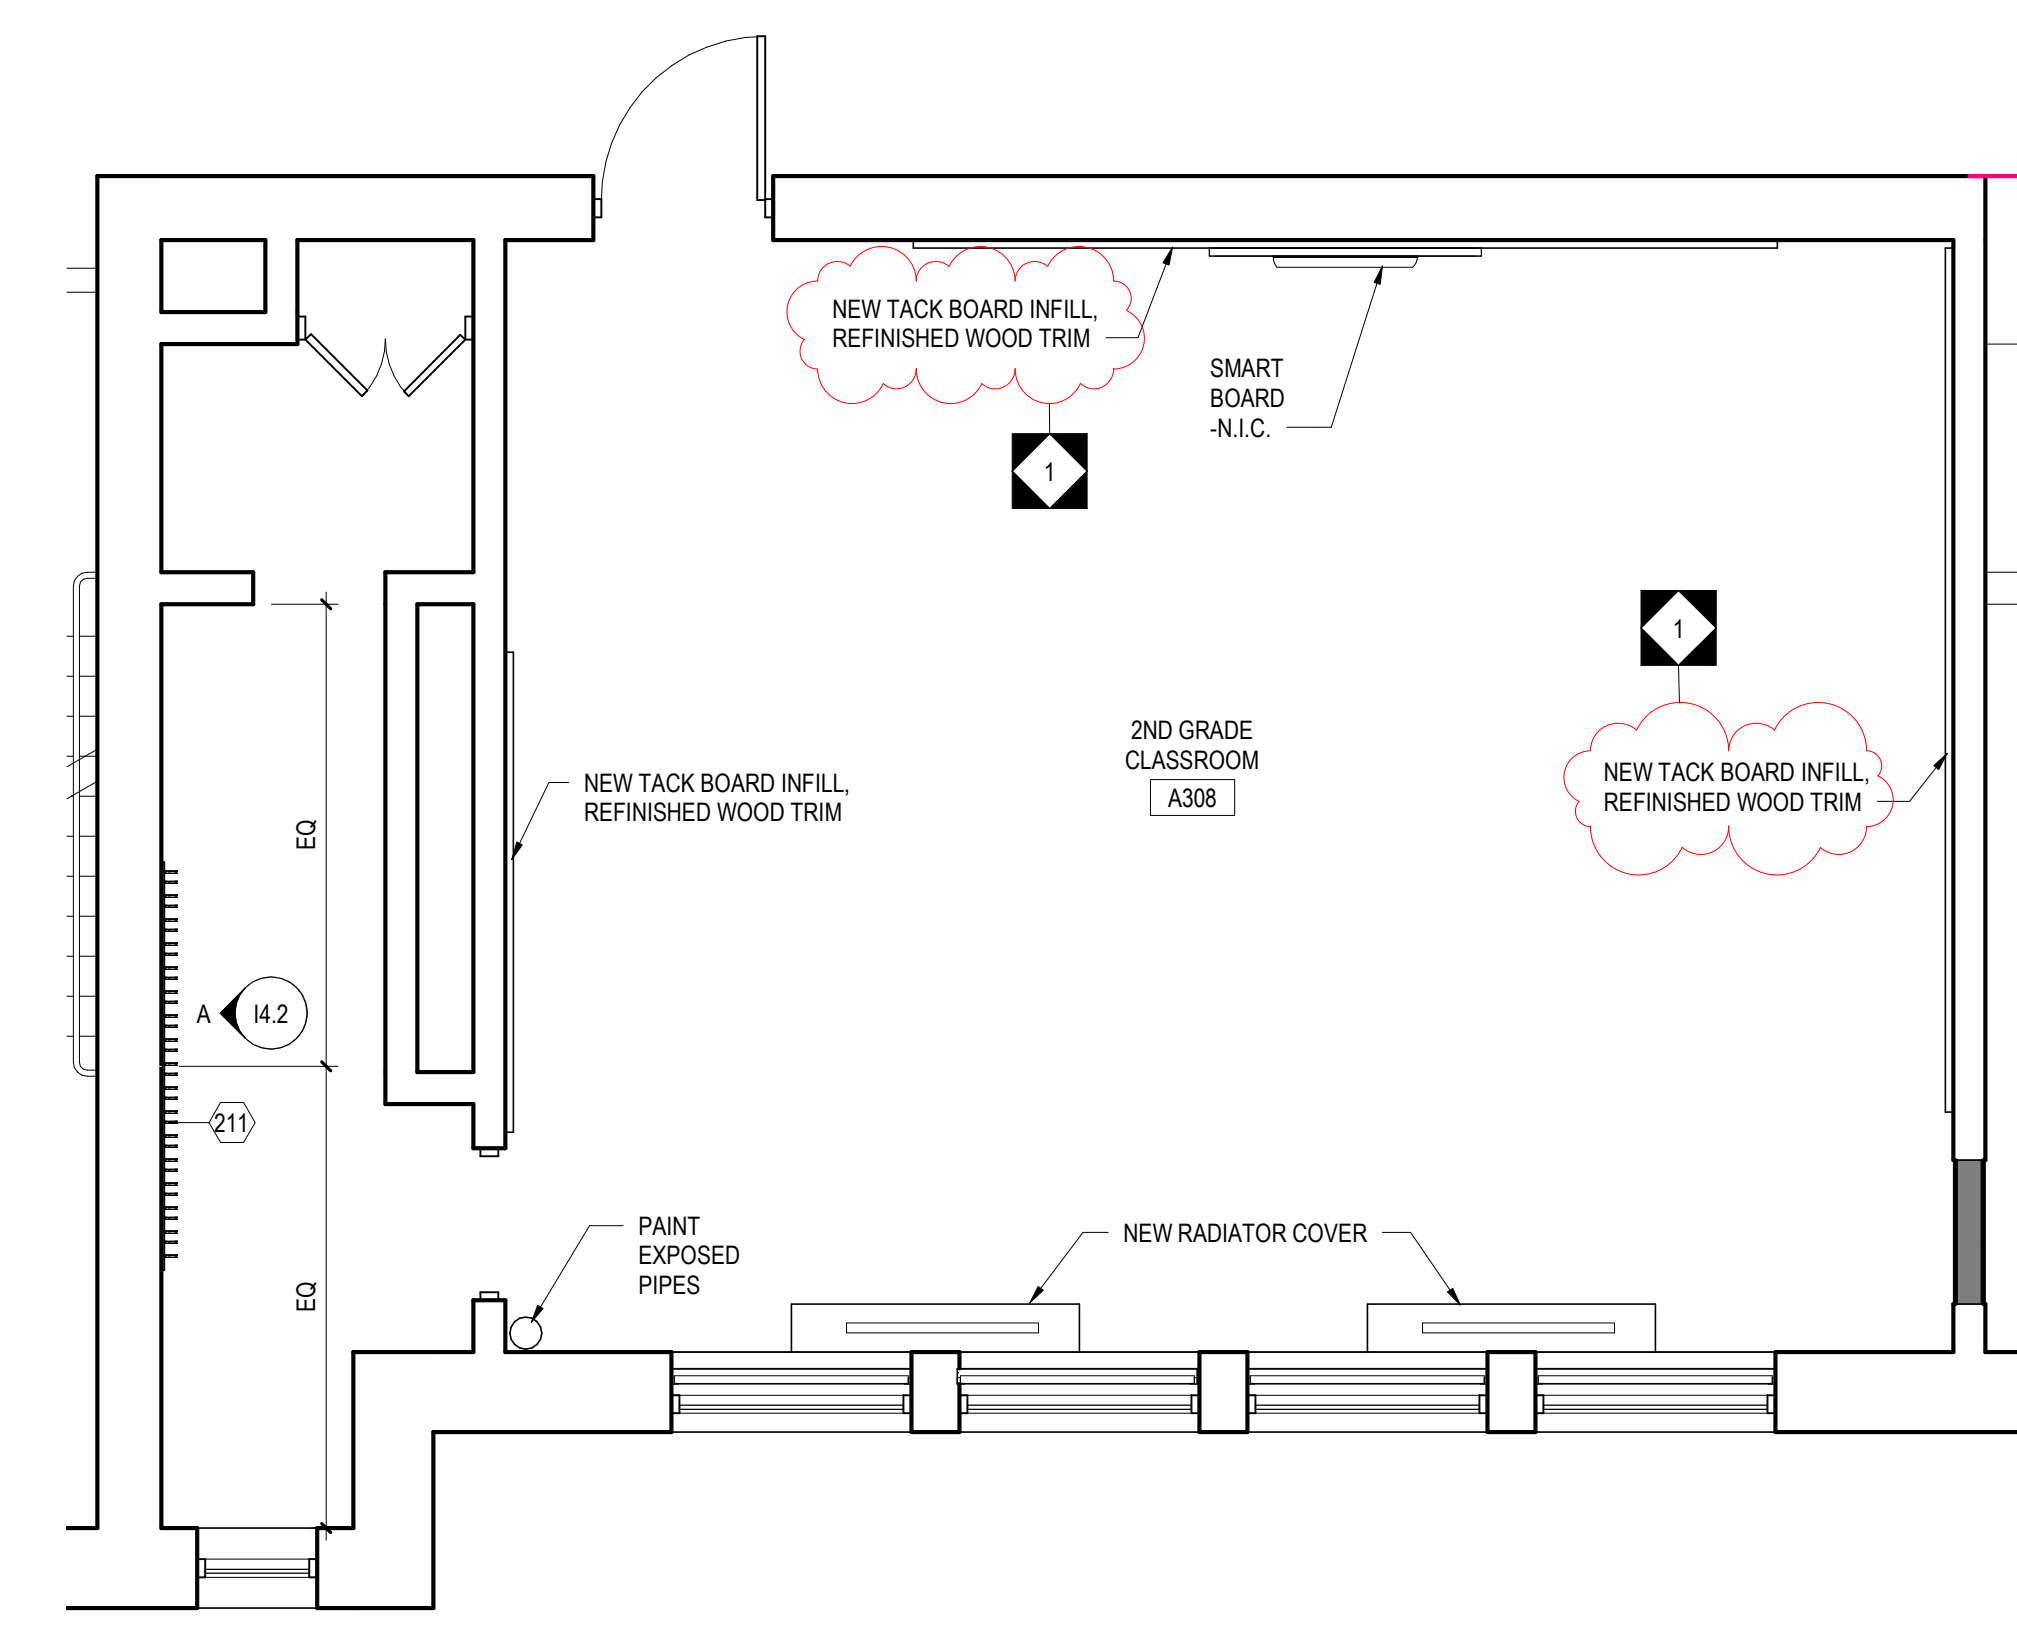 NEW TACK BOARD INFILL,
REFINISHED WOOD TRIM
SMART
BOARD
-N.I.C.
1
1
2ND GRADE
CLASSROOM
A308
NEW TACK BOARD INFILL,
REFINISHED WOOD TRIM
NEW TACK BOARD INFILL,
REFINISHED WOOD TRIM
EQ
A
I4.2
211
PAINT
EXPOSED
PIPES
NEW RADIATOR COVER
EQ